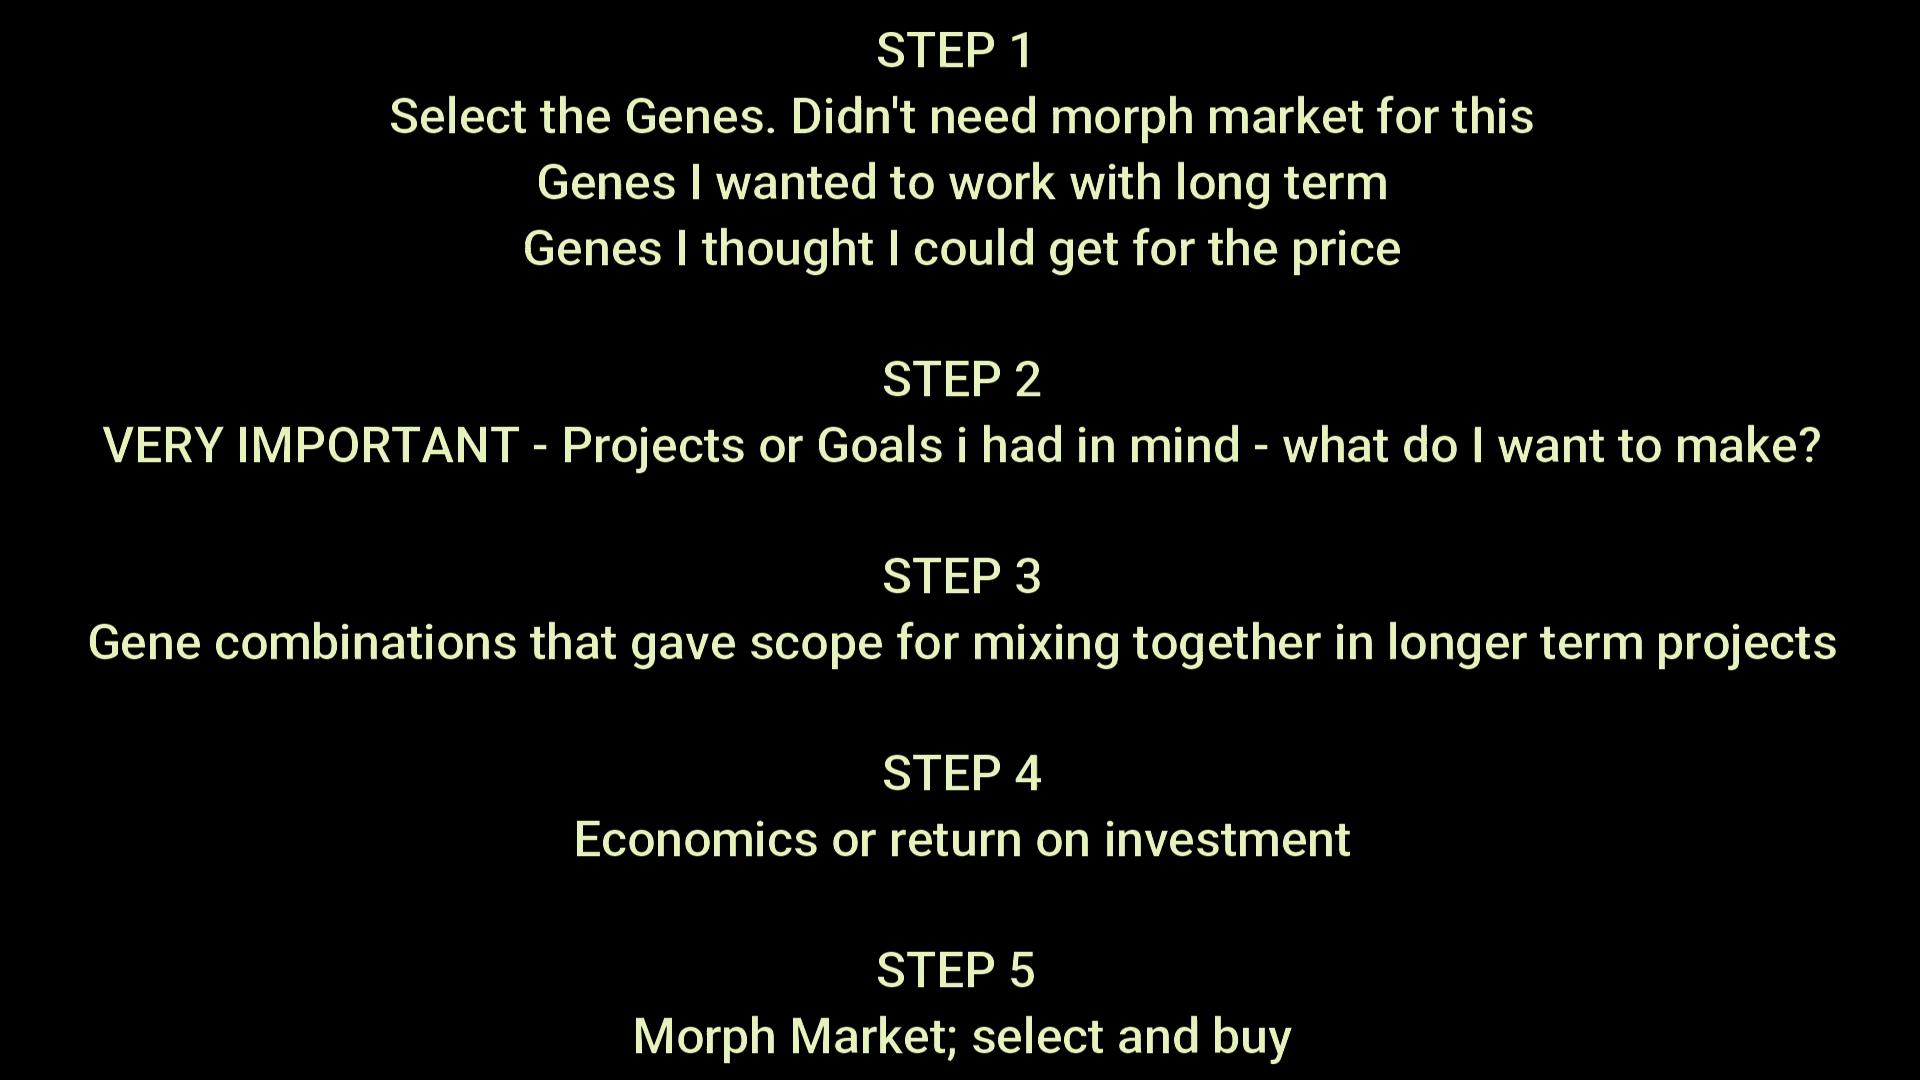 STEP 1
Select the Genes. Didn't need morph market for this
Genes I wanted to work with long term
Genes I thought I could get for the price
STEP 2
VERY IMPORTANT - Projects or Goals i had in mind - what do I want to make?
STEP 3
Gene combinations that gave scope for mixing together in longer term projects
STEP 4
Economics or return on investment
STEP 5
Morph Market; select and buy